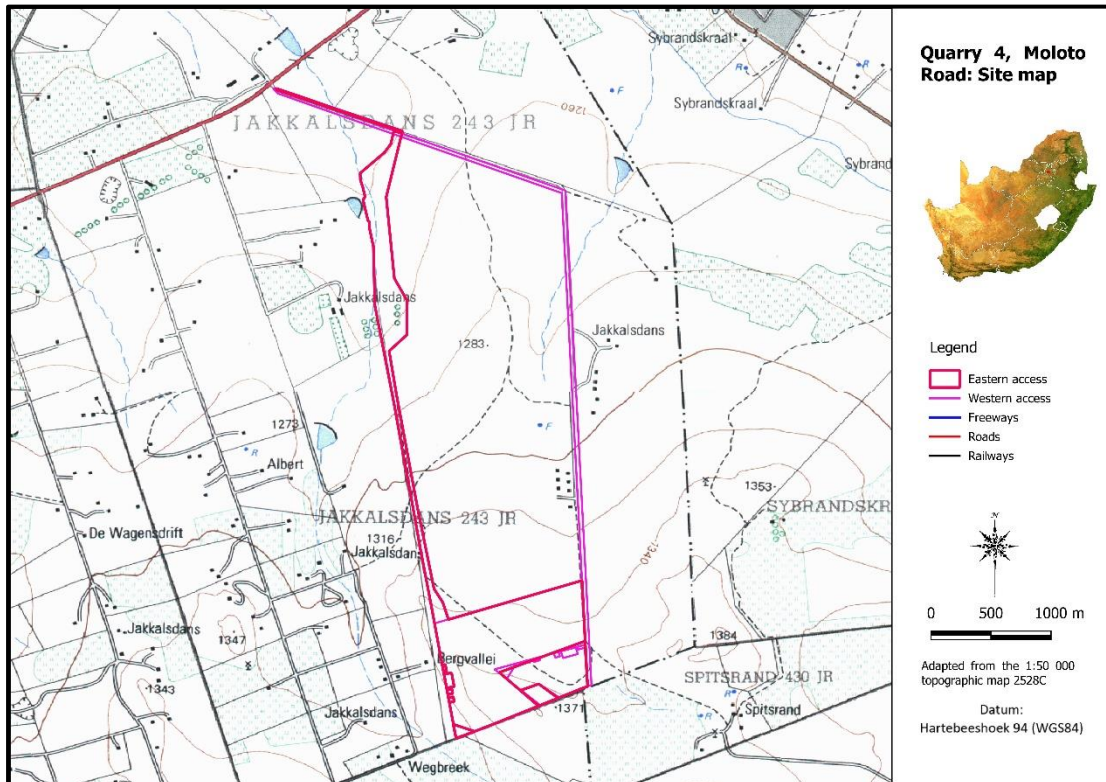 Sybrandskraal
R
R
F
Sybrandskraal
1260
JAKKALSDANS 243 JR
Sybrand
Jakkalsdans
1283
Jakkalsdans
1273
F
R
Albert
1353
SYBRANDSKR
JAKKALSDANS 243 JR
De Wagensdrift
1316
Jakkalsdan
1340
Jakkalsdans
1347
1384
Bergvallei
1343
SPITSRAND 430 JR
1371
Jakkalsdans
R
Spitsrand
Wegbreek
Quarry 4, Moloto
Road: Site map
Legend
Eastern access
Western access
Freeways
Roads
Railways
N
0 500 1000 m
Adapted from the 1:50 000
topographic map 2528C
Datum:
Hartebeeshoek 94 (WGS84)